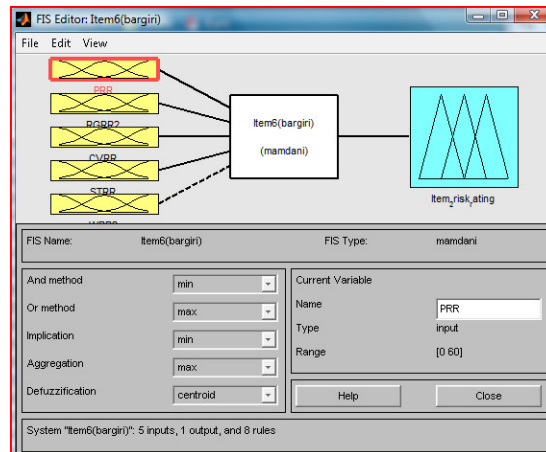 FIS Editor: Item6(bargiri)
File Edit View
PRR
RGRR2
CVRR
STRR
Item6(bargiri)
(mamdani)
Item_2risk_rating
FIS Name: Item6(bargiri) FIS Type: mamdani
And method min
Or method max
Implication min
Aggregation max
Defuzzification centroid
Current Variable
Name PRR
Type input
Range [0 60]
Help Close
System "Item6(bargiri)": 5 inputs, 1 output, and 8 rules